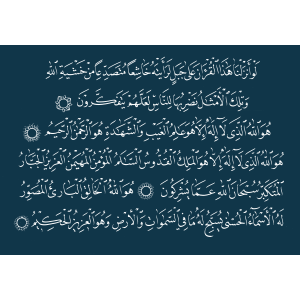 لَوْ أَنزَلْنَا هَٰذَا الْقُرْآنَ عَلَىٰ جَبَلٍ لَّرَأَيْتَهُ خَاشِعًا مُّتَصَدِّعًا مِّنْ خَشْيَةِ اللَّهِ
وَتِلْكَ الْأَمْثَالُ نَضْرِبُهَا لِلنَّاسِ لَعَلَّهُمْ يَتَفَكَّرُونَ
هُوَ اللَّهُ الَّذِي لَا إِلَٰهَ إِلَّا هُوَ عَالِمُ الْغَيْبِ وَالشَّهَادَةِ هُوَ الرَّحْمَٰنُ الرَّحِيمُ
هُوَ اللَّهُ الَّذِي لَا إِلَٰهَ إِلَّا هُوَ الْمَلِكُ الْقُدُّوسُ السَّلَامُ الْمُؤْمِنُ الْمُهَيْمِنُ الْعَزِيزُ الْجَبَّارُ
الْمُتَكَبِّرُ سُبْحَانَ اللَّهِ عَمَّا يُشْرِكُونَ هُوَ اللَّهُ الْخَالِقُ الْبَارِئُ الْمُصَوِّرُ
لَهُ الْأَسْمَاءُ الْحُسْنَىٰ يُسَبِّحُ لَهُ مَا فِي السَّمَاوَاتِ وَالْأَرْضِ وَهُوَ الْعَزِيزُ الْحَكِيمُ